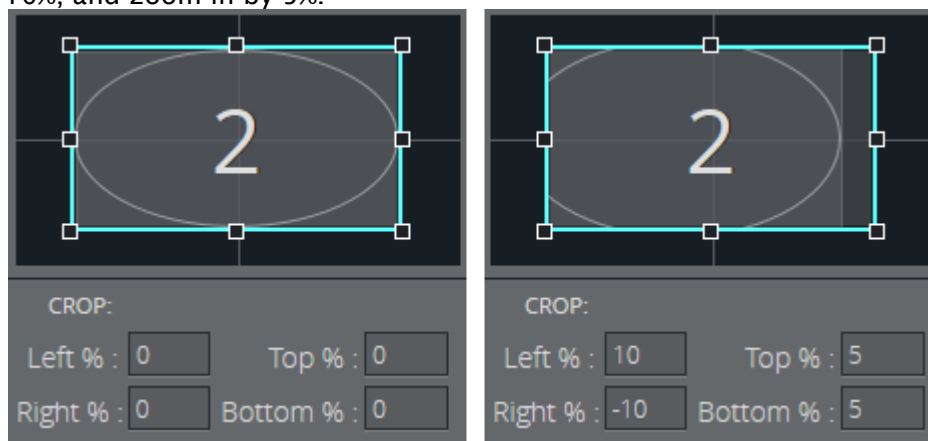 10%, and zoom in by 5%.
2
2
CROP:
Left % : 0 Top % : 0
Right % : 0 Bottom % : 0
CROP:
Left % : 10 Top % : 5
Right % : -10 Bottom % : 5